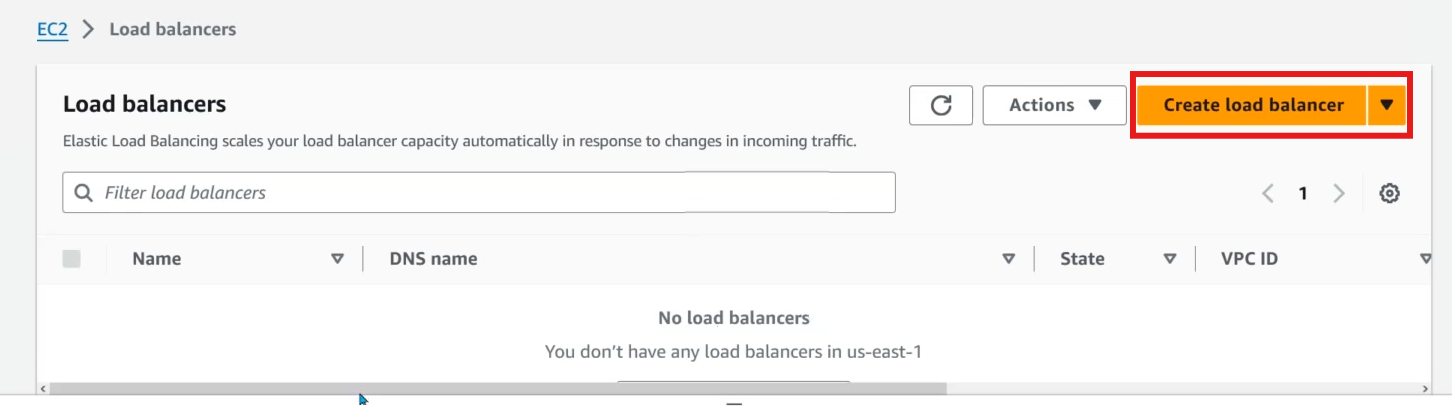 EC2 > Load balancers
Load balancers
Actions Create load balancer
Elastic Load Balancing scales your load balancer capacity automatically in response to changes in incoming traffic.
Filter load balancers
1
Name DNS name State VPC ID
No load balancers
You don't have any load balancers in us-east-1